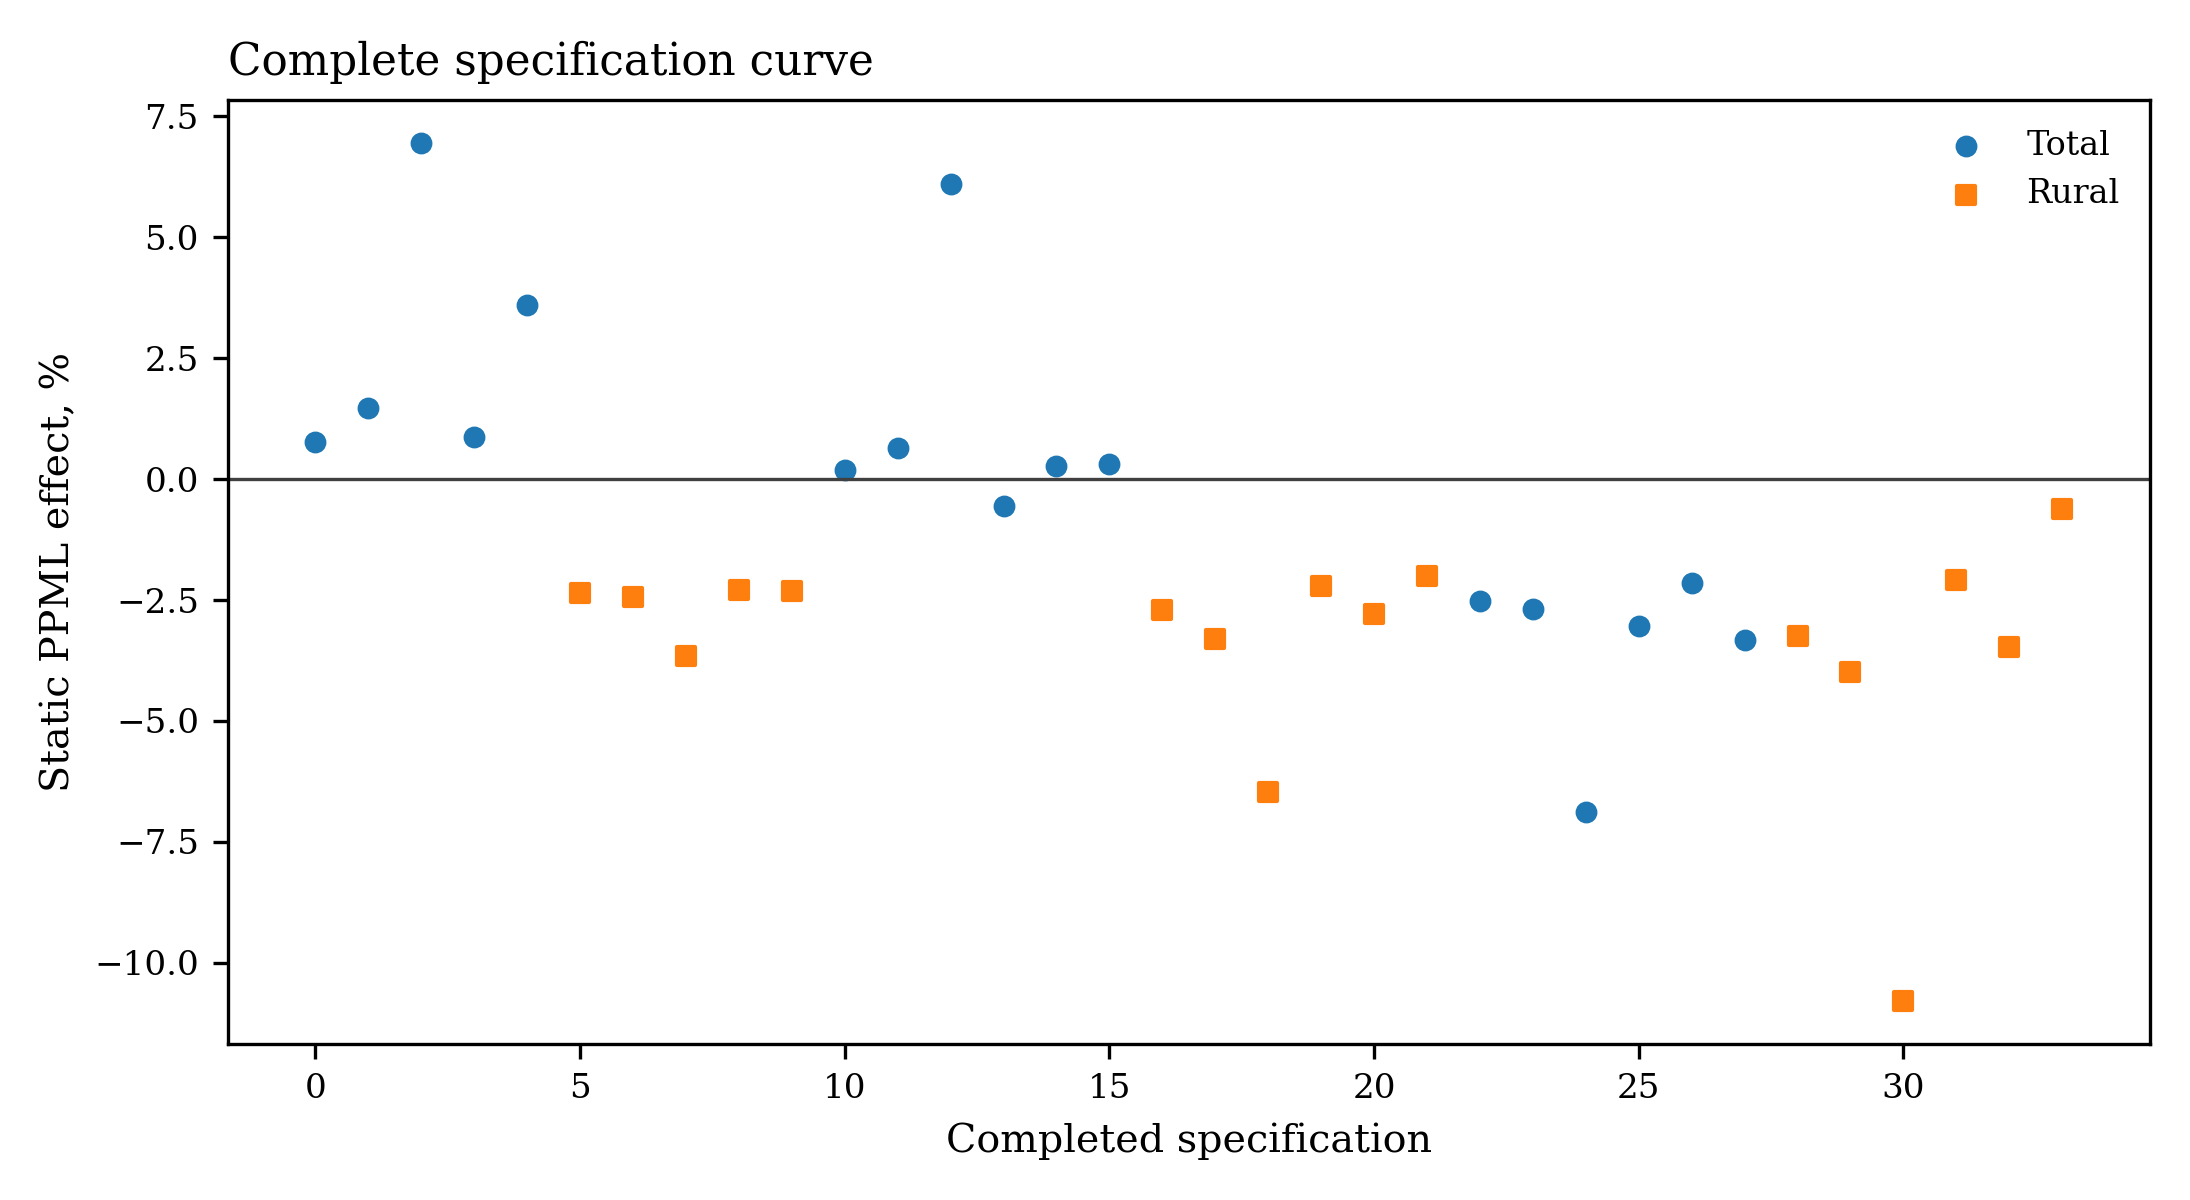 Complete specification curve
Total
Rural
7.5
5.0
2.5
0.0
−2.5
−5.0
−7.5
−10.0
Static PPML effect, %
0 5 10 15 20 25 30
Completed specification